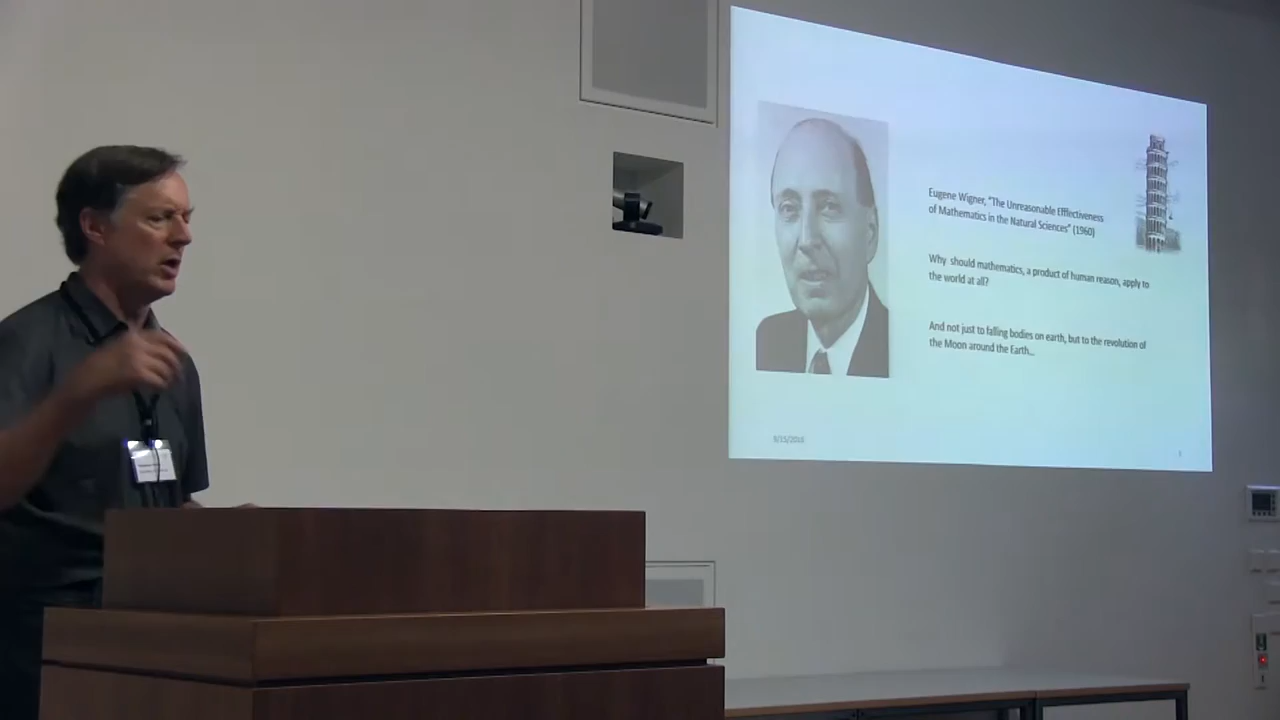 Eugene Wigner, "The Unreasonable Efffectiveness
of Mathematics in the Natural Sciences" (1960)
Why should mathematics, a product of human reason, apply to
the world at all?
And not just to falling bodies on earth, but to the revolution of
the Moon around the Earth...